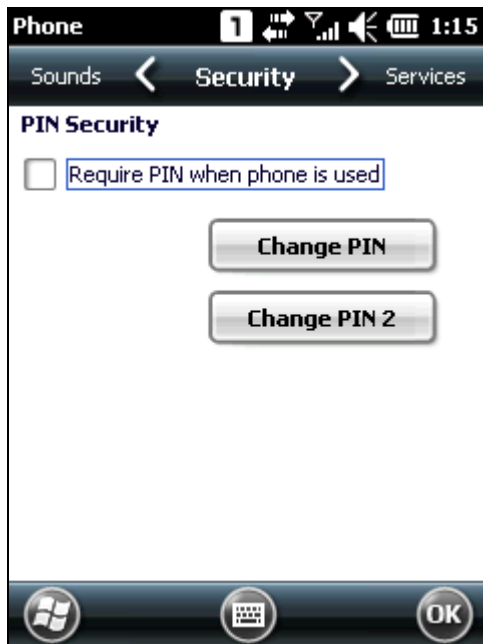 Phone 1 1:15
Sounds Security Services
PIN Security
Require PIN when phone is used
Change PIN
Change PIN 2
OK